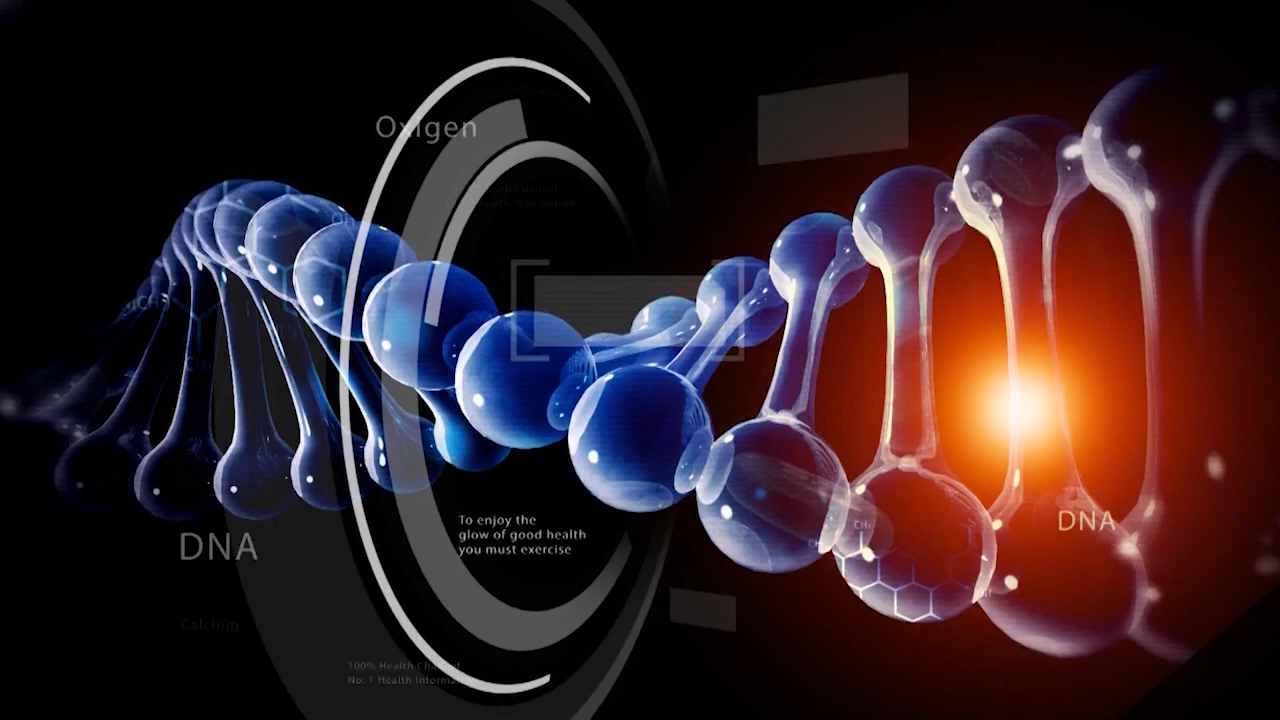 Oxigen
DNA
To enjoy the
glow of good health
you must exercise
CH₃
DNA
Calcium
100% Health Channel
No. 1 Health Information